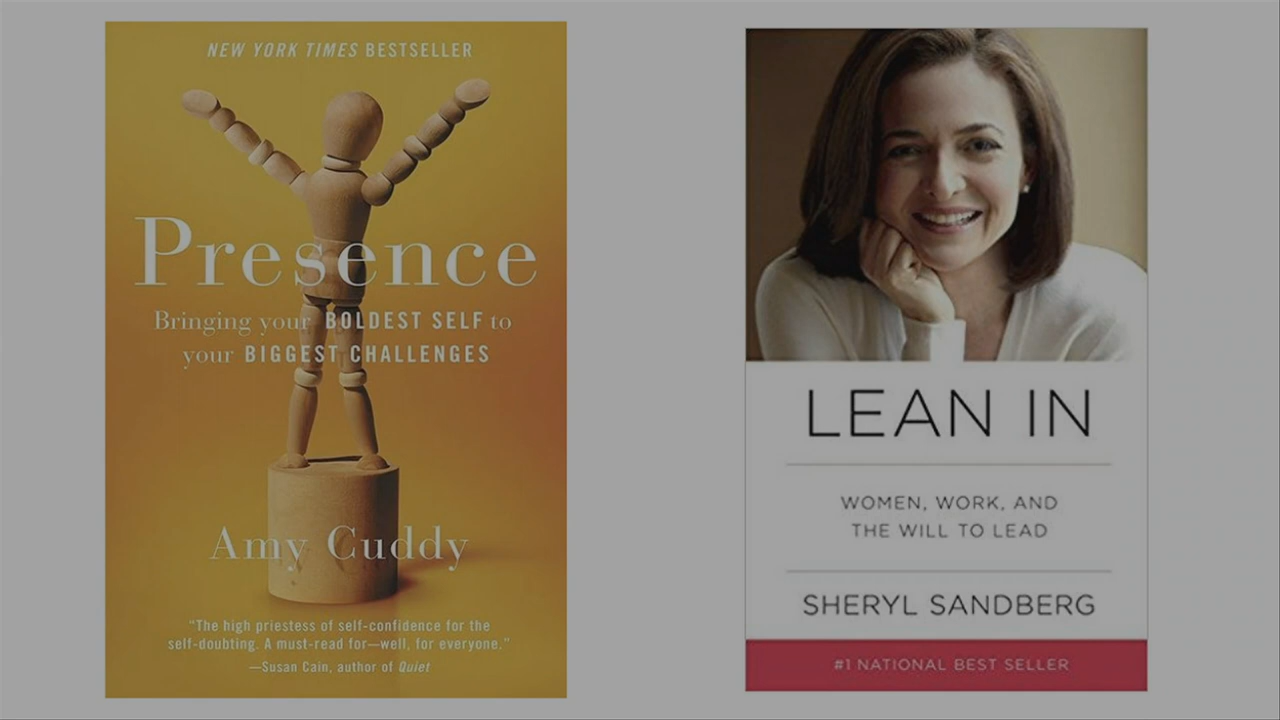 NEW YORK TIMES BESTSELLER
Presence
Bringing your BOLDEST SELF to
your BIGGEST CHALLENGES
Amy Cuddy
"The high priestess of self-confidence for the
self-doubting. A must-read for—well, for everyone."
—Susan Cain, author of Quiet
LEAN IN
WOMEN, WORK, AND
THE WILL TO LEAD
SHERYL SANDBERG
#1 NATIONAL BEST SELLER